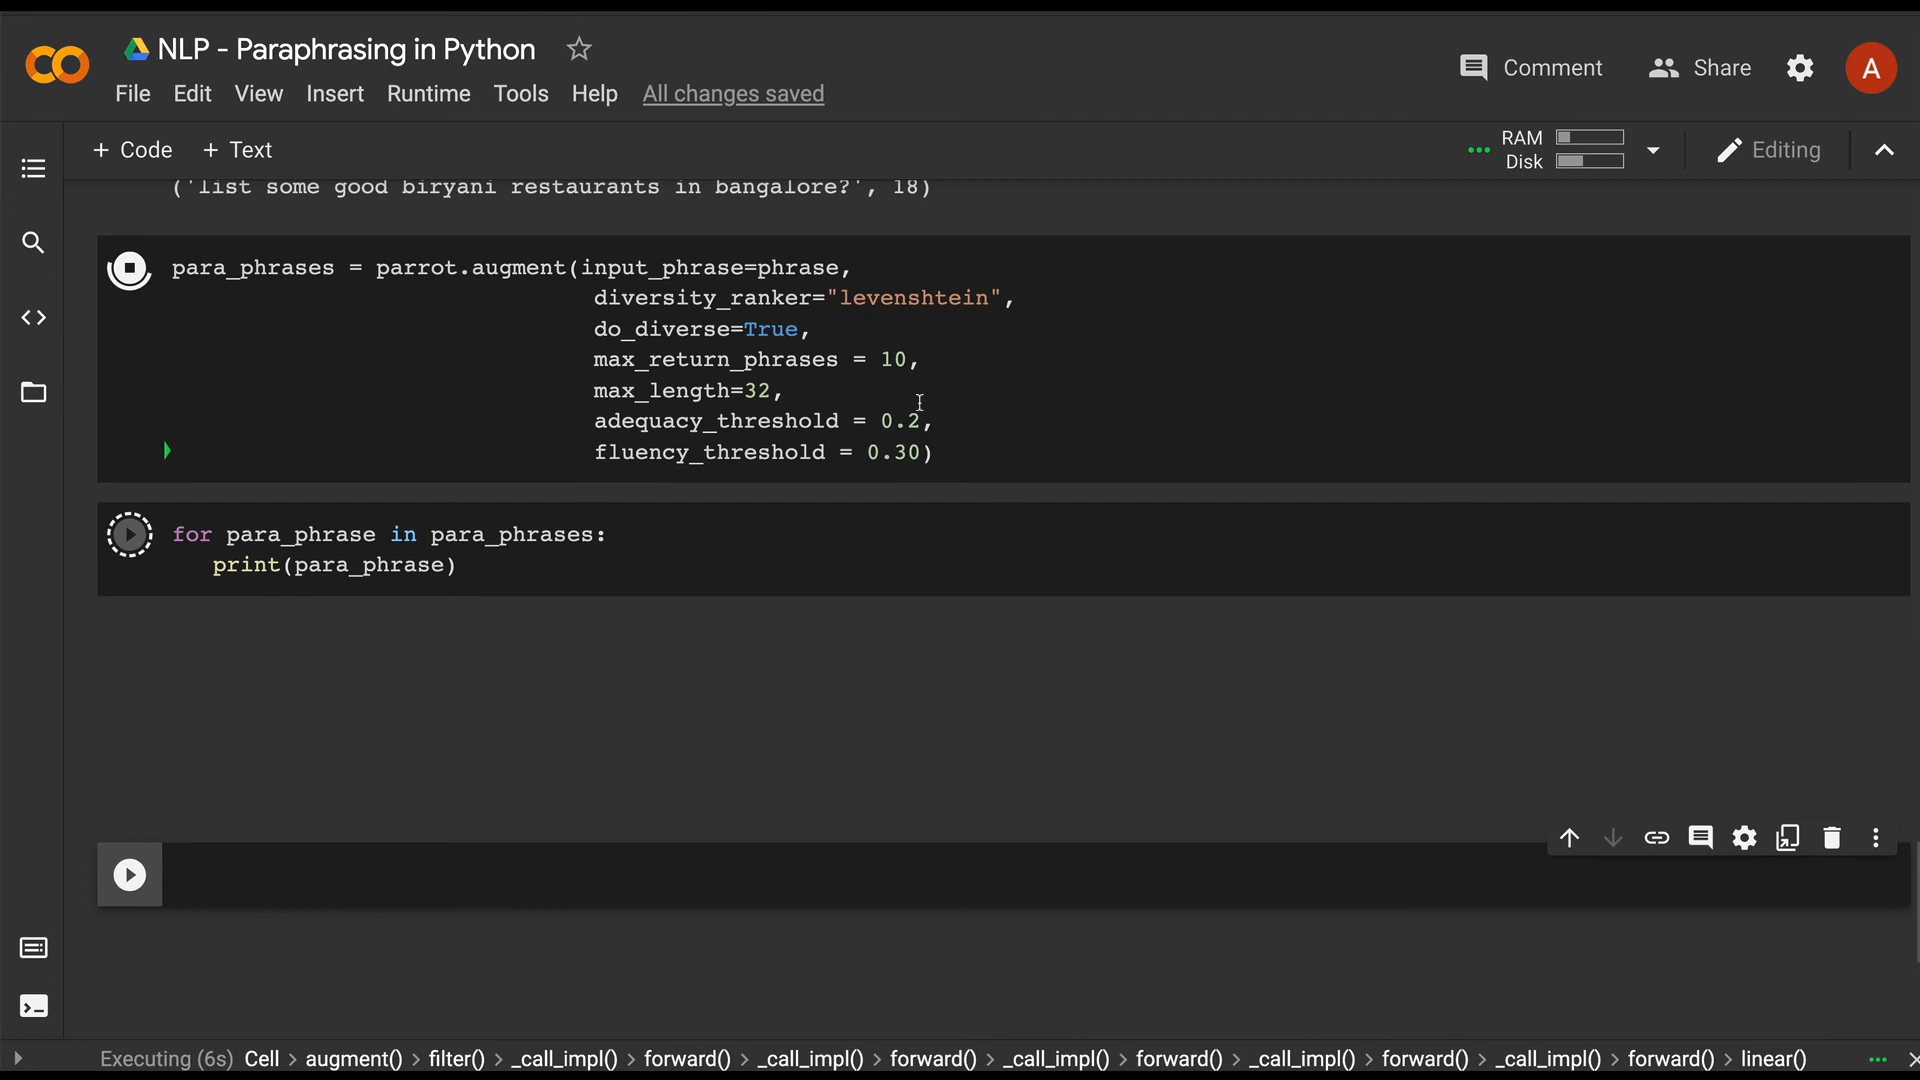 NLP - Paraphrasing in Python
Comment
Share
A
File Edit View Insert Runtime Tools Help All changes saved
+ Code + Text
RAM
Disk
Editing
('list some good biryani restaurants in bangalore?', 18)
para_phrases = parrot.augment(input_phrase=phrase,
diversity_ranker="levenshtein",
do_diverse=True,
max_return_phrases = 10,
max_length=32,
adequacy_threshold = 0.2,
fluency_threshold = 0.30)
for para_phrase in para_phrases:
print(para_phrase)
Executing (6s) Cell > augment() > filter() > _call_impl() > forward() > _call_impl() > forward() > _call_impl() > forward() > _call_impl() > forward() > _call_impl() > forward() > linear()